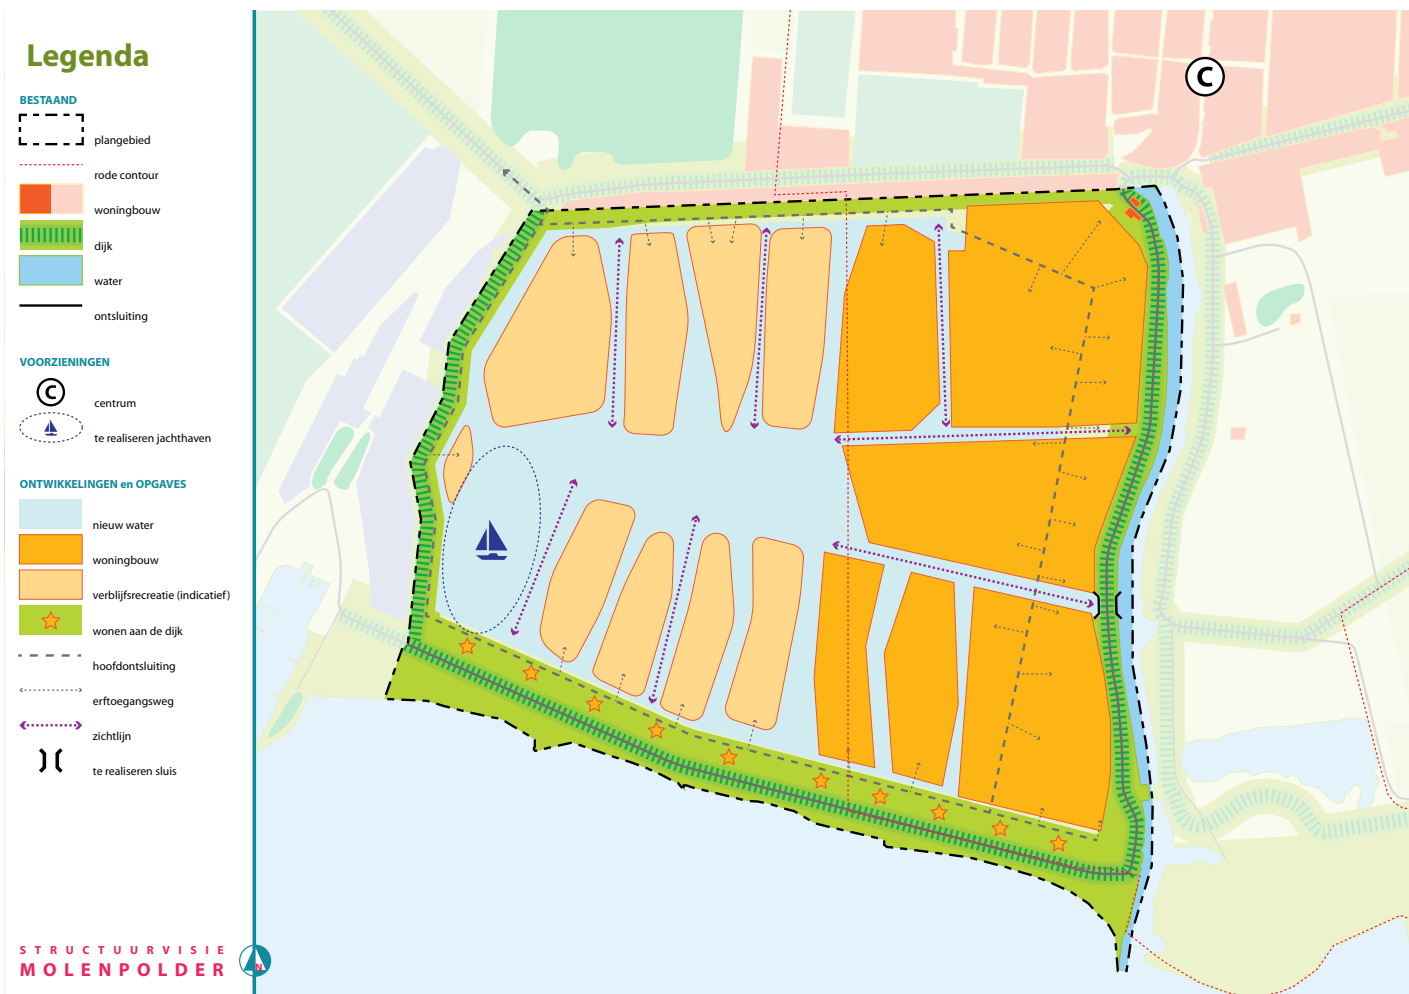 Legenda
BESTAAND
plangebied
rode contour
woningbouw
dijk
water
ontsluiting
VOORZIENINGEN
C
centrum
te realiseren jachthaven
ONTWIKKELINGEN en OPGAVES
nieuw water
woningbouw
verblijfsrecreatie (indicatief)
wonen aan de dijk
hoofdontsluiting
erftoegangsweg
zichtlijn
te realiseren sluis
STRUCTUURVISIE
MOLENPOLDER
N
C